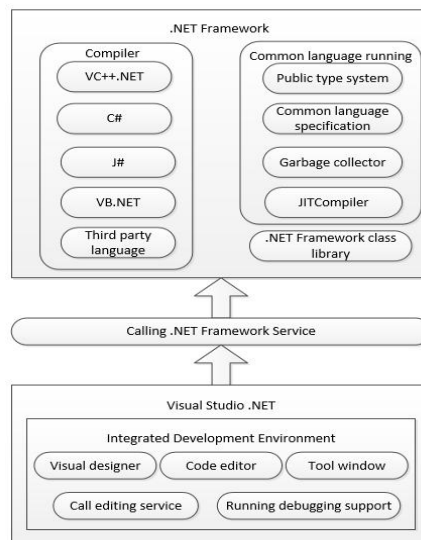 .NET Framework
Compiler
VC++.NET
C#
J#
VB.NET
Third party
language
Common language running
Public type system
Common language
specification
Garbage collector
JITCompiler
.NET Framework class
library
Calling .NET Framework Service
Visual Studio .NET
Integrated Development Environment
Visual designer
Code editor
Tool window
Call editing service
Running debugging support